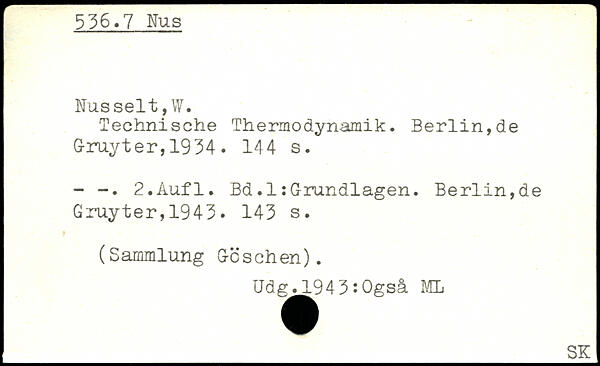 536.7 Nus
Nusselt,W.
Technische Thermodynamik. Berlin,de
Gruyter,1934. 144 s.
- -. 2.Aufl. Bd.1:Grundlagen. Berlin,de
Gruyter,1943. 143 s.
(Sammlung Göschen).
Udg.1943:Også ML
SK